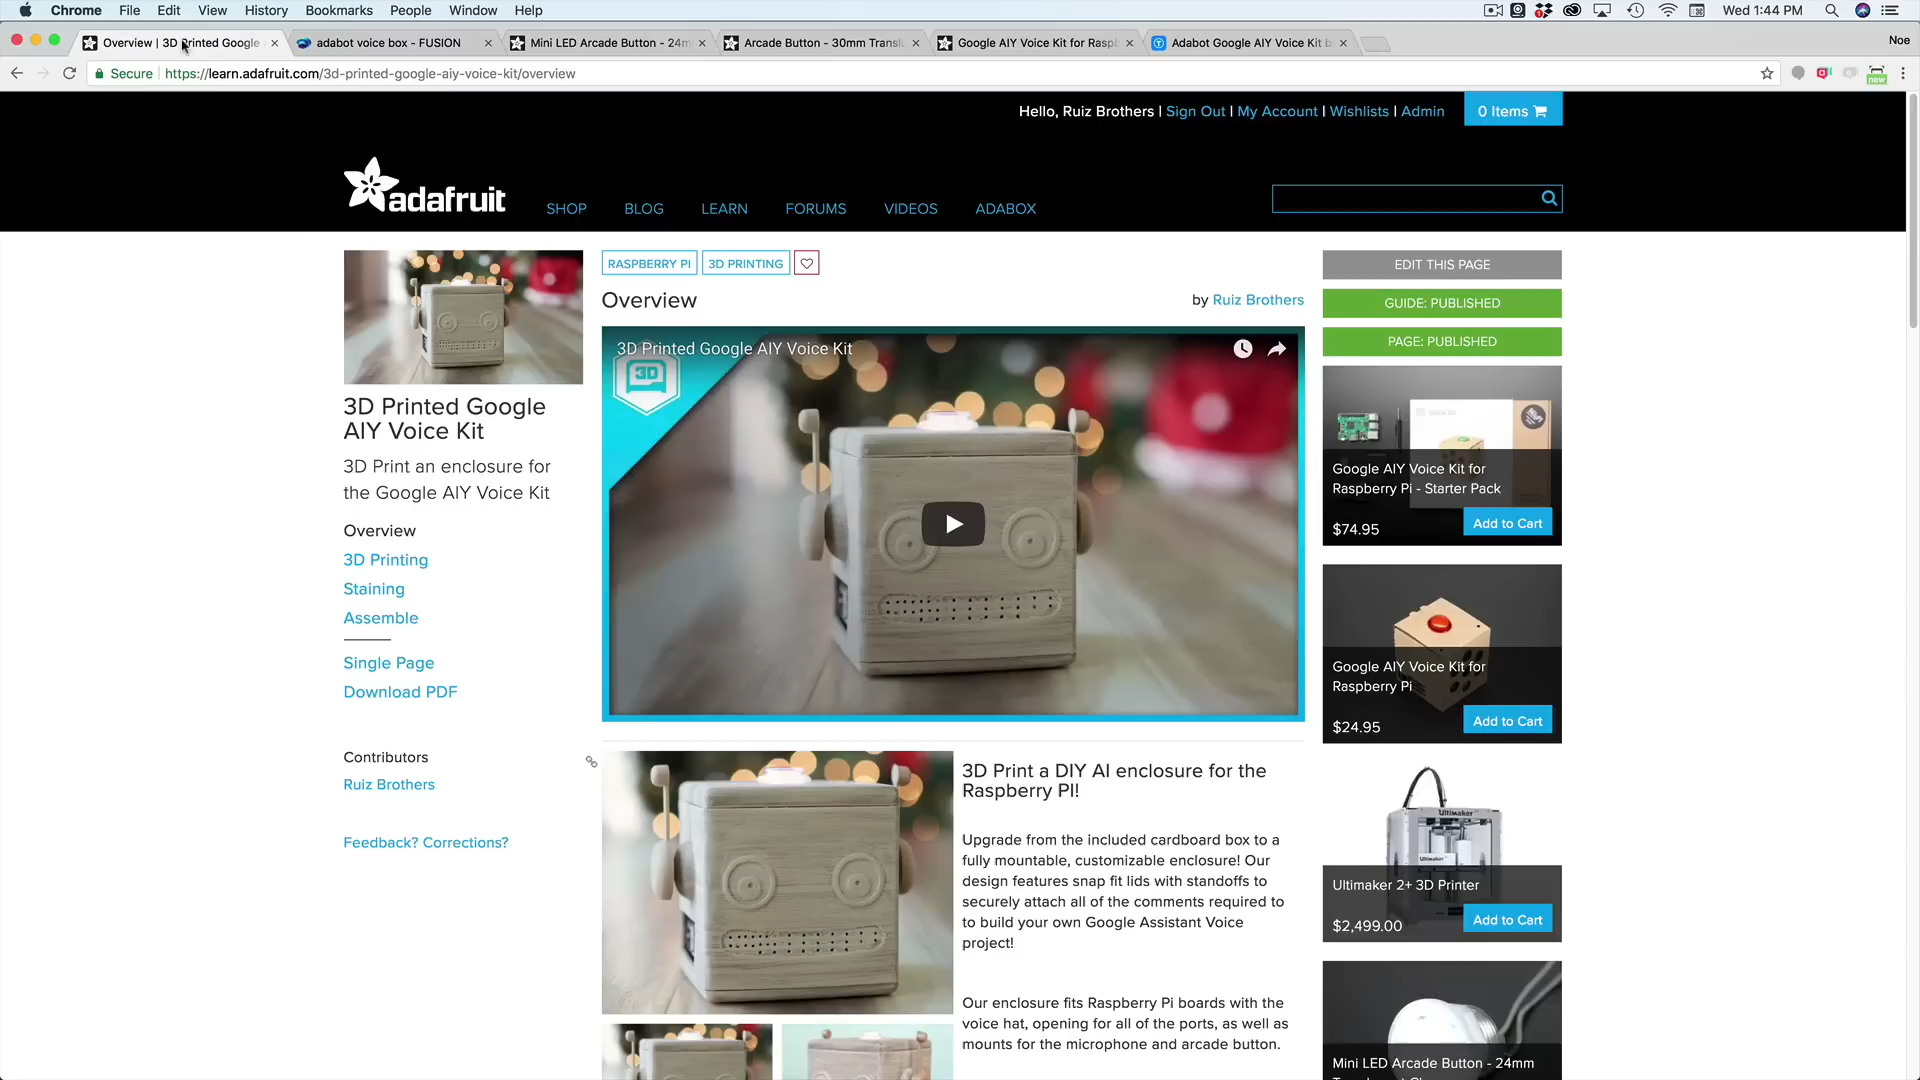 Chrome File Edit View History Bookmarks People Window Help
Wed 1:44 PM
Overview | 3D Printed Google
adabot voice box - FUSION
Mini LED Arcade Button - 24m
Arcade Button - 30mm Transl
Google AIY Voice Kit for Raspb
Adabot Google AIY Voice Kit b
Noe
Secure https://learn.adafruit.com/3d-printed-google-aiy-voice-kit/overview
new
Hello, Ruiz Brothers | Sign Out | My Account | Wishlists | Admin
0 Items
adafruit
SHOP BLOG LEARN FORUMS VIDEOS ADABOX
3D Printed Google
AIY Voice Kit
3D Print an enclosure for
the Google AIY Voice Kit
Overview
3D Printing
Staining
Assemble
Single Page
Download PDF
Contributors
Ruiz Brothers
Feedback? Corrections?
RASPBERRY PI 3D PRINTING
Overview
by Ruiz Brothers
3D Printed Google AIY Voice Kit
3D
3D Print a DIY AI enclosure for the
Raspberry PI!
Upgrade from the included cardboard box to a
fully mountable, customizable enclosure! Our
design features snap fit lids with standoffs to
securely attach all of the comments required to
to build your own Google Assistant Voice
project!
Our enclosure fits Raspberry Pi boards with the
voice hat, opening for all of the ports, as well as
mounts for the microphone and arcade button.
EDIT THIS PAGE
GUIDE: PUBLISHED
PAGE: PUBLISHED
Google AIY Voice Kit for
Raspberry Pi - Starter Pack
$74.95
Add to Cart
Google AIY Voice Kit for
Raspberry Pi
$24.95
Add to Cart
Ultimaker
Ultimaker
Ultimaker 2+ 3D Printer
$2,499.00
Add to Cart
Mini LED Arcade Button - 24mm